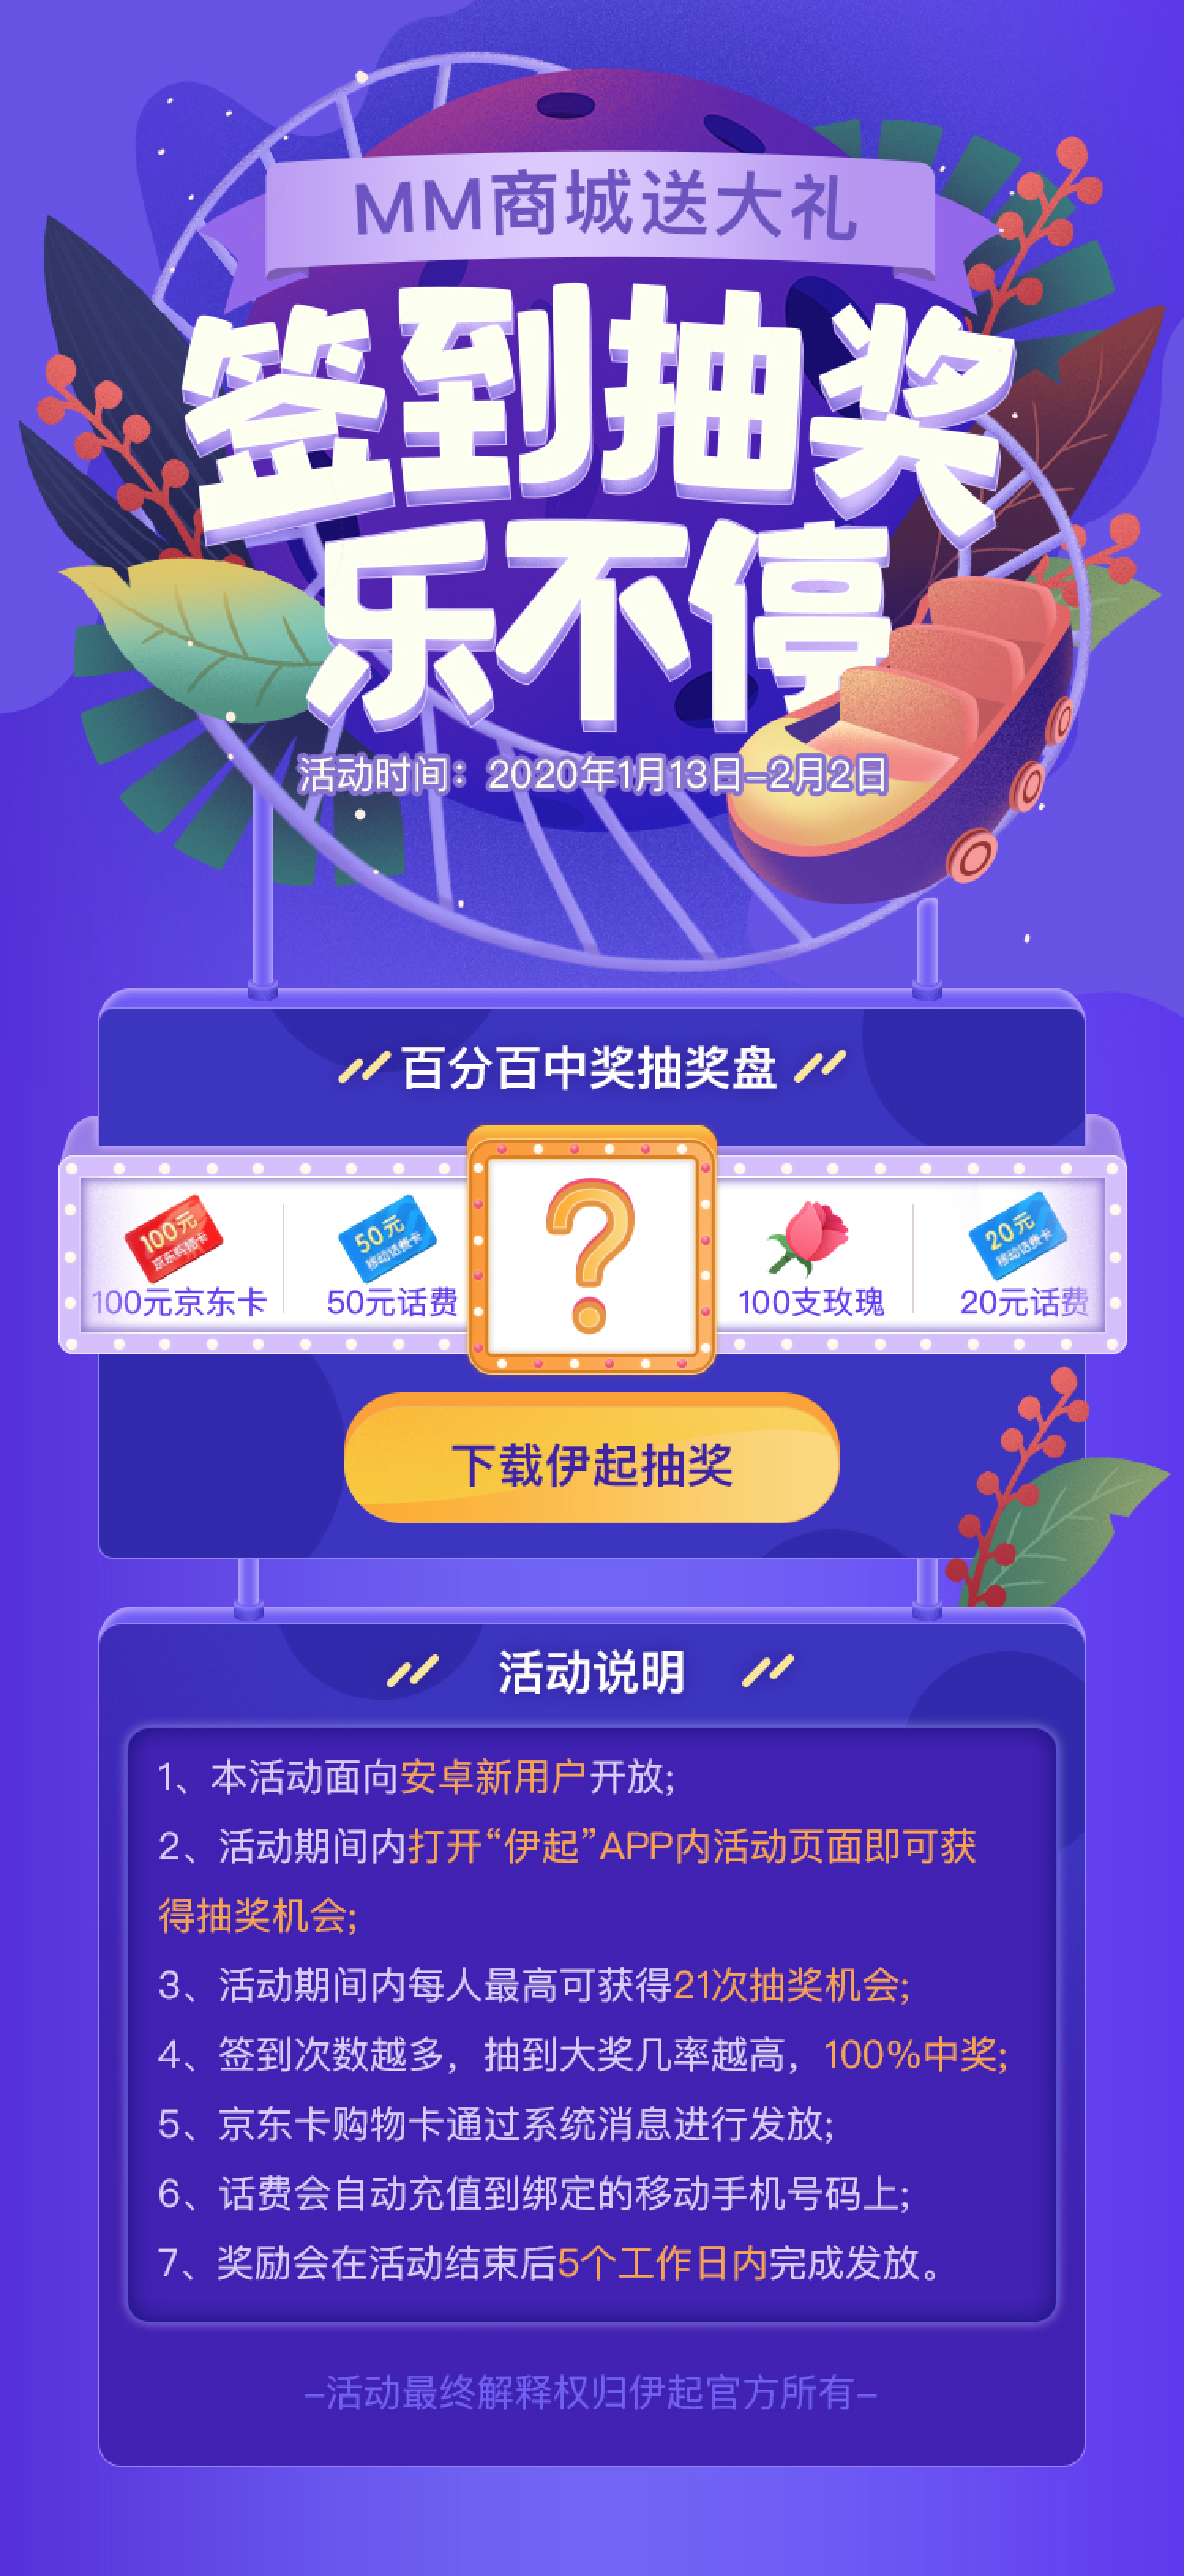 MM商城送大礼
签到抽奖
乐不停
活动时间：2020年1月13日-2月2日
百分百中奖抽奖盘
100元
京东购物卡
100元京东卡
50元
移动话费卡
50元话费
?
100支玫瑰
20元
移动话费卡
20元话费
下载伊起抽奖
活动说明
1、本活动面向安卓新用户开放;
2、活动期间内打开“伊起”APP内活动页面即可获
得抽奖机会;
3、活动期间内每人最高可获得21次抽奖机会;
4、签到次数越多，抽到大奖几率越高，100%中奖;
5、京东卡购物卡通过系统消息进行发放;
6、话费会自动充值到绑定的移动手机号码上;
7、奖励会在活动结束后5个工作日内完成发放。
-活动最终解释权归伊起官方所有-